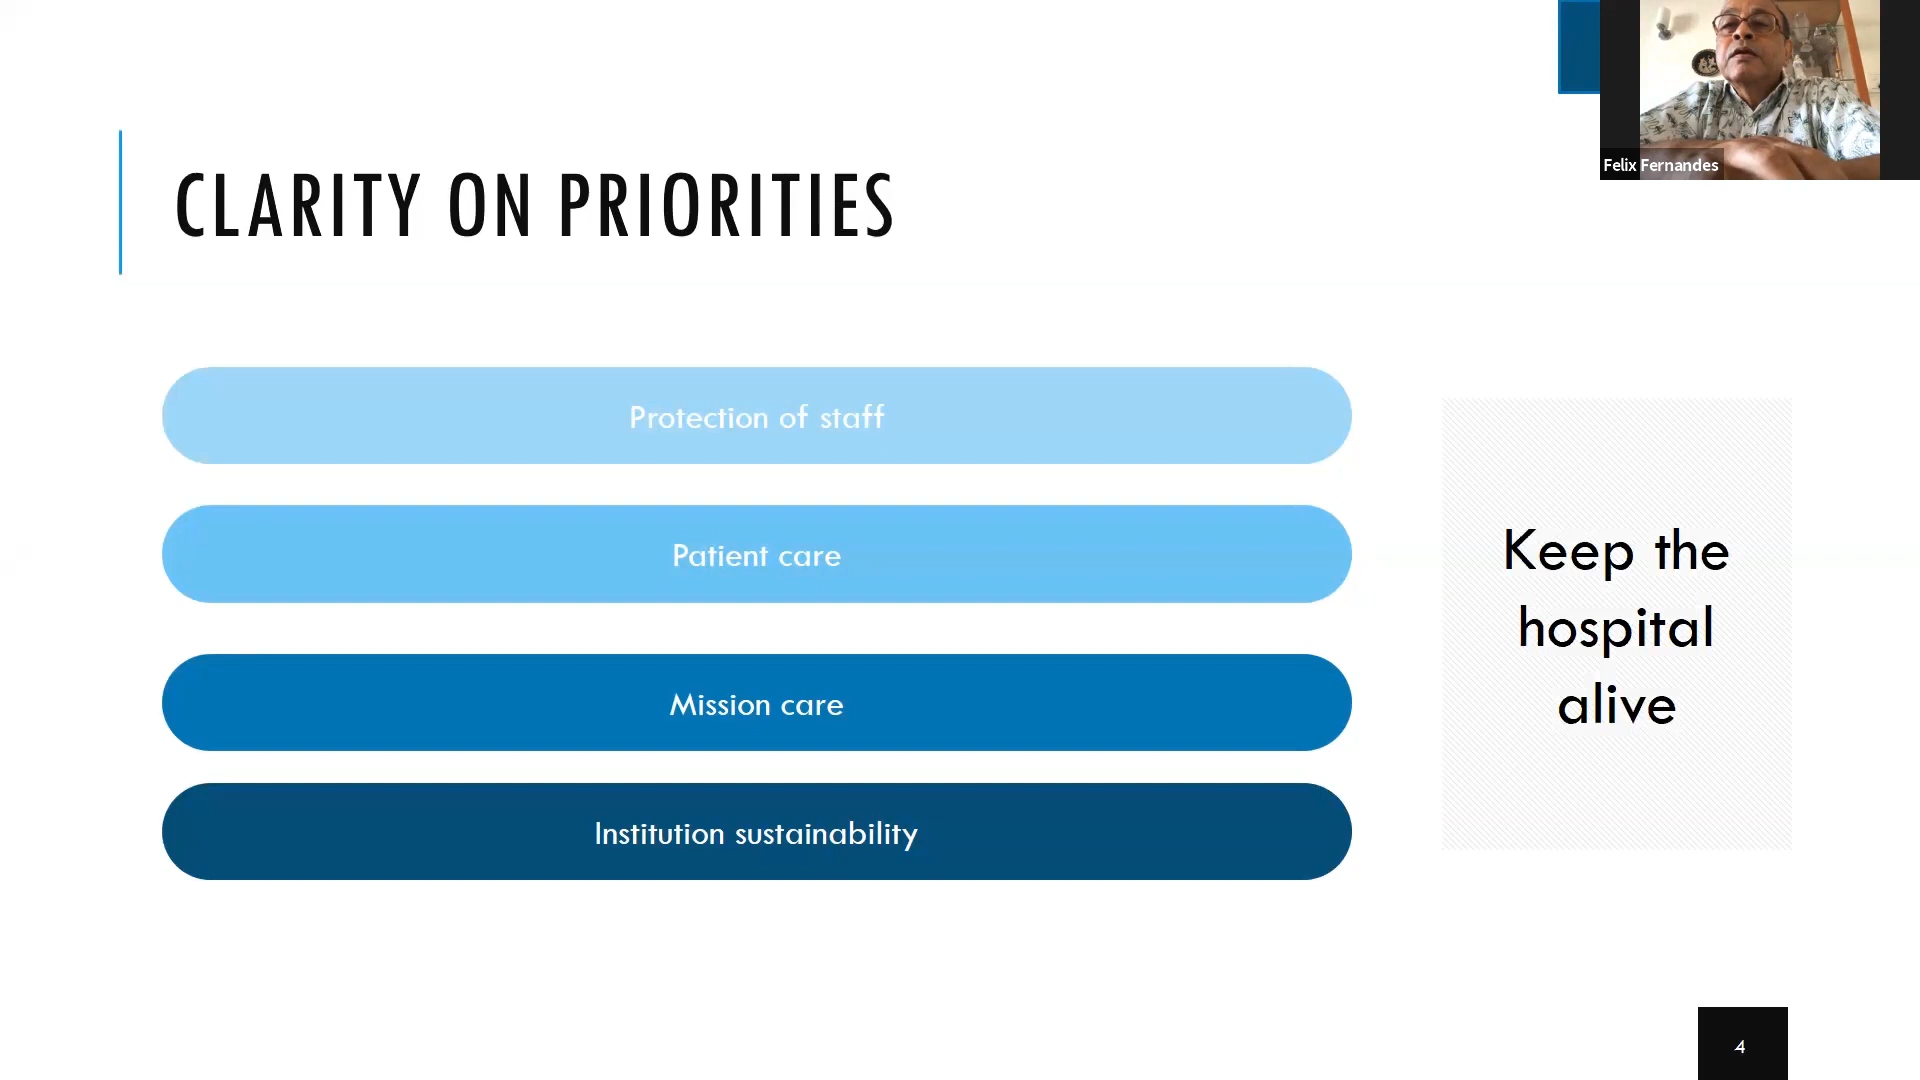 CLARITY ON PRIORITIES
Protection of staff
Patient care
Mission care
Institution sustainability
Keep the
hospital
alive
Felix Fernandes
4